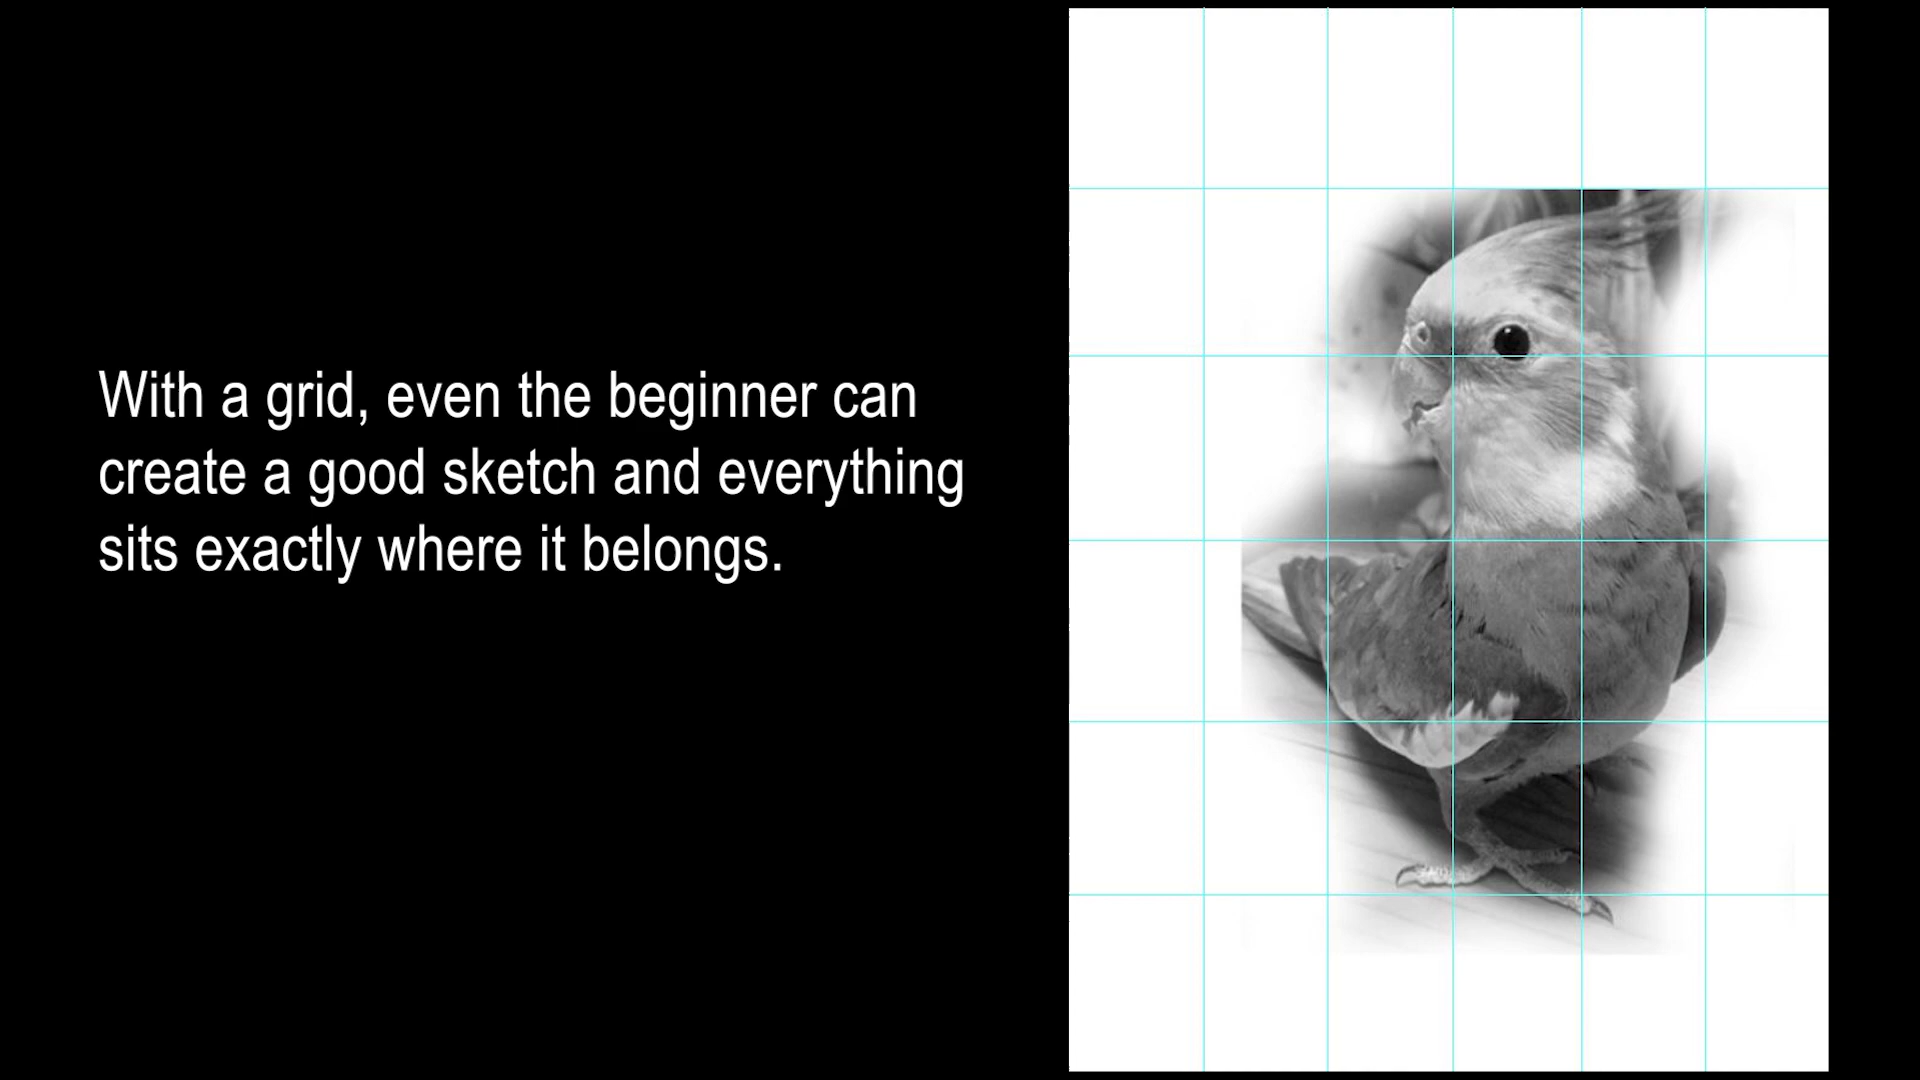 With a grid, even the beginner can
create a good sketch and everything
sits exactly where it belongs.